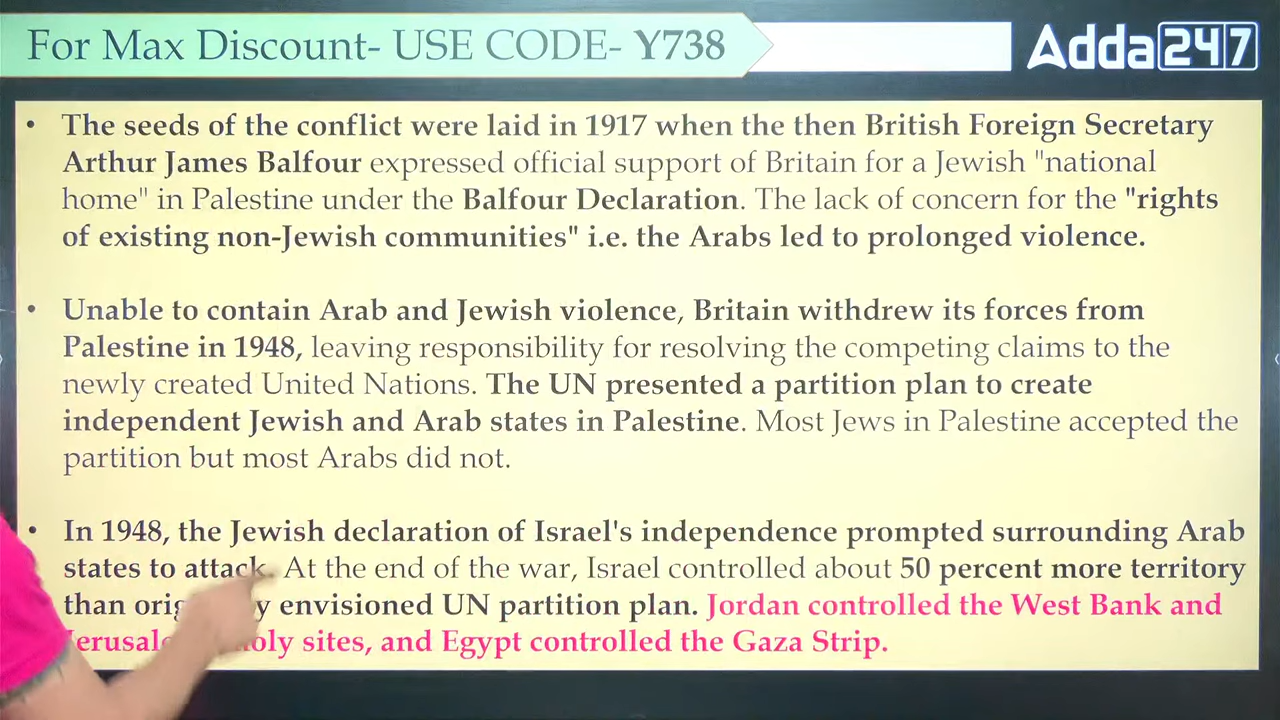 For Max Discount- USE CODE- Y738
Adda247
• The seeds of the conflict were laid in 1917 when the then British Foreign Secretary
Arthur James Balfour expressed official support of Britain for a Jewish "national
home" in Palestine under the Balfour Declaration. The lack of concern for the "rights
of existing non-Jewish communities" i.e. the Arabs led to prolonged violence.
• Unable to contain Arab and Jewish violence, Britain withdrew its forces from
Palestine in 1948, leaving responsibility for resolving the competing claims to the
newly created United Nations. The UN presented a partition plan to create
independent Jewish and Arab states in Palestine. Most Jews in Palestine accepted the
partition but most Arabs did not.
• In 1948, the Jewish declaration of Israel's independence prompted surrounding Arab
states to attack. At the end of the war, Israel controlled about 50 percent more territory
than envisioned UN partition plan. Jordan controlled the West Bank and
sites, and Egypt controlled the Gaza Strip.